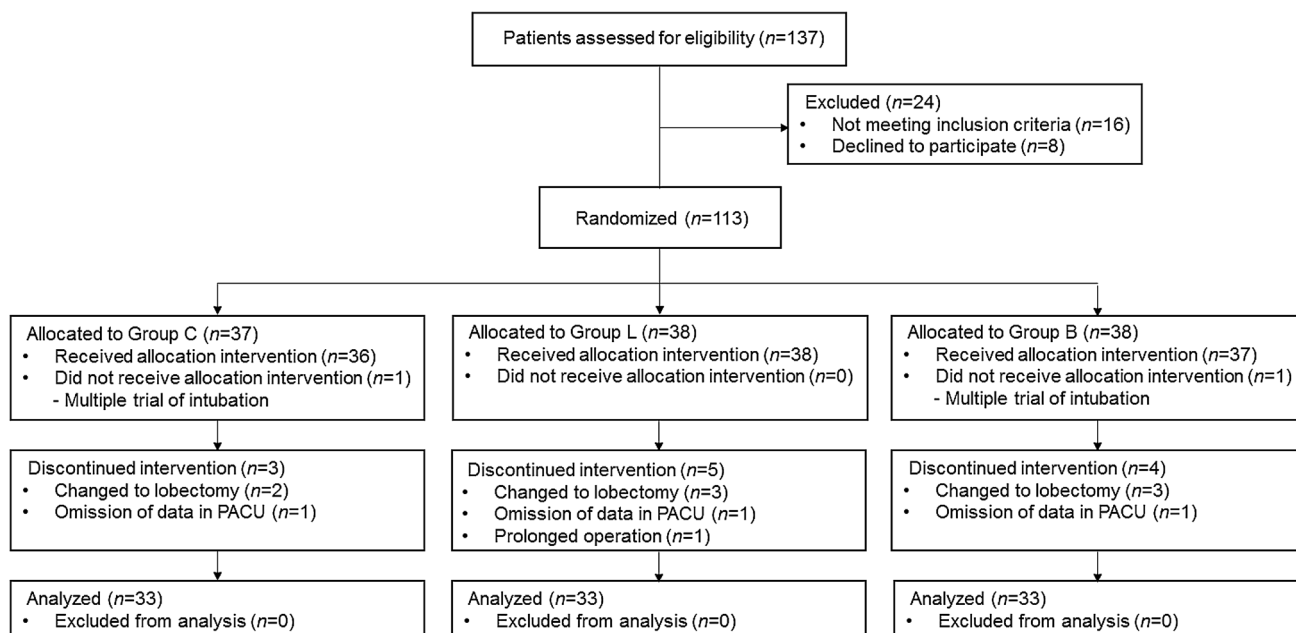 Patients assessed for eligibility (n=137)
Excluded (n=24)
• Not meeting inclusion criteria (n=16)
• Declined to participate (n=8)
Randomized (n=113)
Allocated to Group C (n=37)
• Received allocation intervention (n=36)
• Did not receive allocation intervention (n=1)
- Multiple trial of intubation
Allocated to Group L (n=38)
• Received allocation intervention (n=38)
• Did not receive allocation intervention (n=0)
Allocated to Group B (n=38)
• Received allocation intervention (n=37)
• Did not receive allocation intervention (n=1)
- Multiple trial of intubation
Discontinued intervention (n=3)
• Changed to lobectomy (n=2)
• Omission of data in PACU (n=1)
Discontinued intervention (n=5)
• Changed to lobectomy (n=3)
• Omission of data in PACU (n=1)
• Prolonged operation (n=1)
Discontinued intervention (n=4)
• Changed to lobectomy (n=3)
• Omission of data in PACU (n=1)
Analyzed (n=33)
• Excluded from analysis (n=0)
Analyzed (n=33)
• Excluded from analysis (n=0)
Analyzed (n=33)
• Excluded from analysis (n=0)